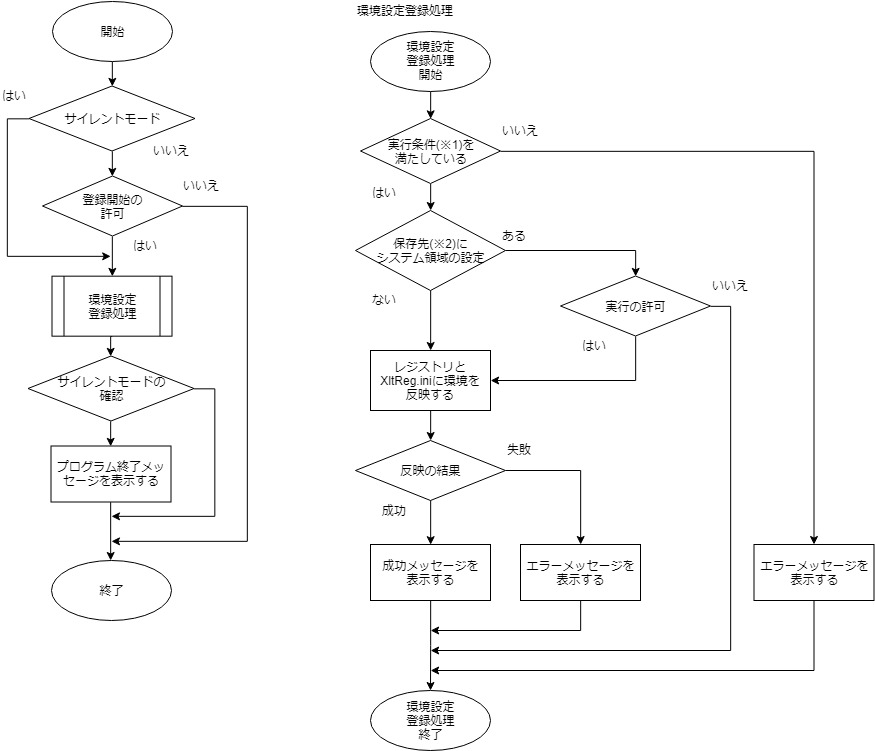 開始
はい
サイレントモード
いいえ
いいえ
登録開始の
許可
はい
環境設定
登録処理
サイレントモードの
確認
プログラム終了メッ
セージを表示する
終了
環境設定登録処理
環境設定
登録処理
開始
いいえ
実行条件(※1)を
満たしている
はい
ある
保存先(※2)に
システム領域の設定
いいえ
ない
実行の許可
はい
レジストリと
XltReg.iniに環境を
反映する
失敗
反映の結果
成功
成功メッセージを
表示する
エラーメッセージを
表示する
エラーメッセージを
表示する
環境設定
登録処理
終了